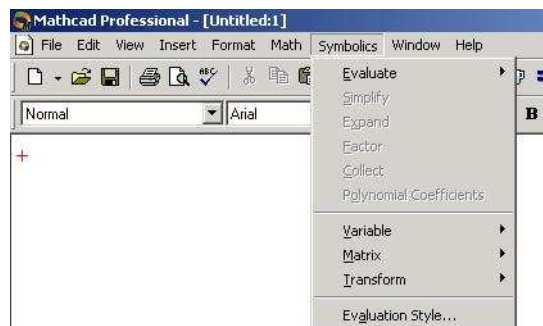 Mathcad Professional - [Untitled:1]
File Edit View Insert Format Math Symbolics Window Help
Normal Arial B
Evaluate
Simplify
Expand
Factor
Collect
Polynomial Coefficients
Variable
Matrix
Transform
Evaluation Style...